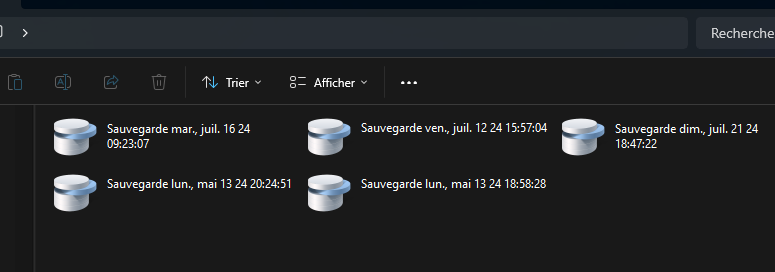 Recherche
Trier
Afficher
Sauvegarde mar., juil. 16 24
09:23:07
Sauvegarde ven., juil. 12 24 15:57:04
Sauvegarde dim., juil. 21 24
18:47:22
Sauvegarde lun., mai 13 24 20:24:51
Sauvegarde lun., mai 13 24 18:58:28